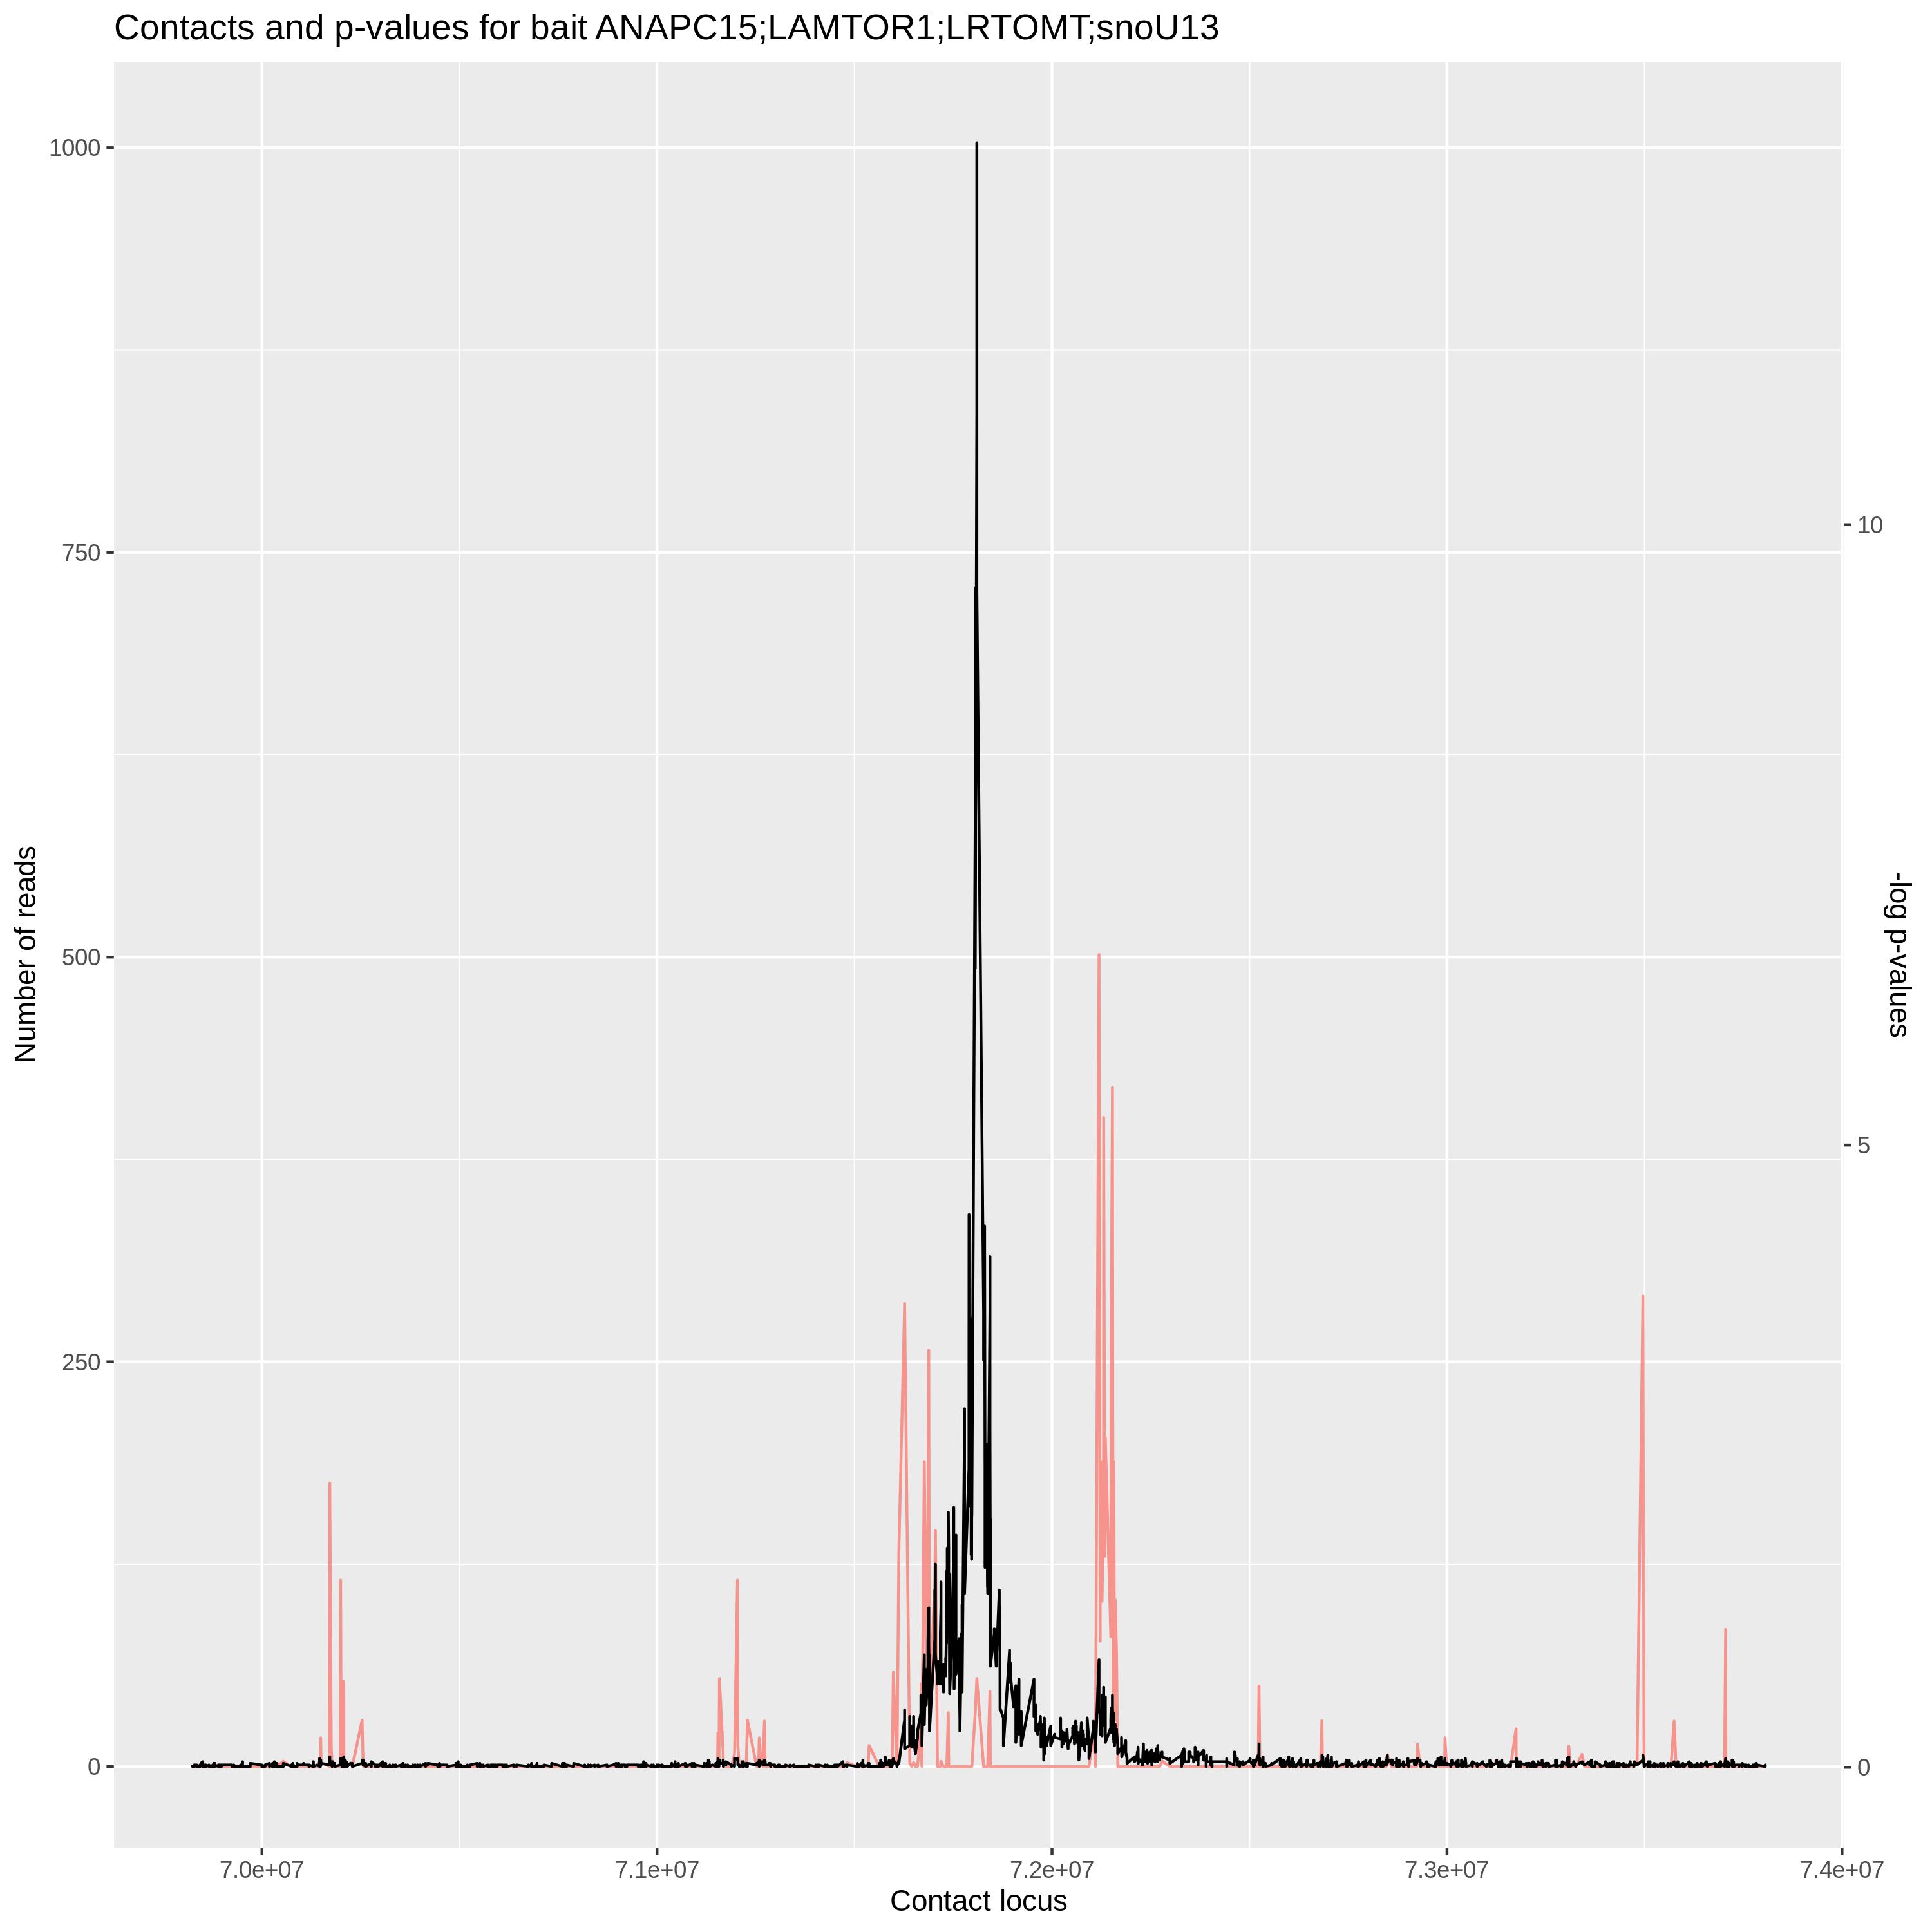 Contacts and p-values for bait ANAPC15;LAMTOR1;LRTOMT;snoU13
1000
750
500
250
0
Number of reads
10
5
0
-log p-values
7.0e+07 7.1e+07 7.2e+07 7.3e+07 7.4e+07
Contact locus